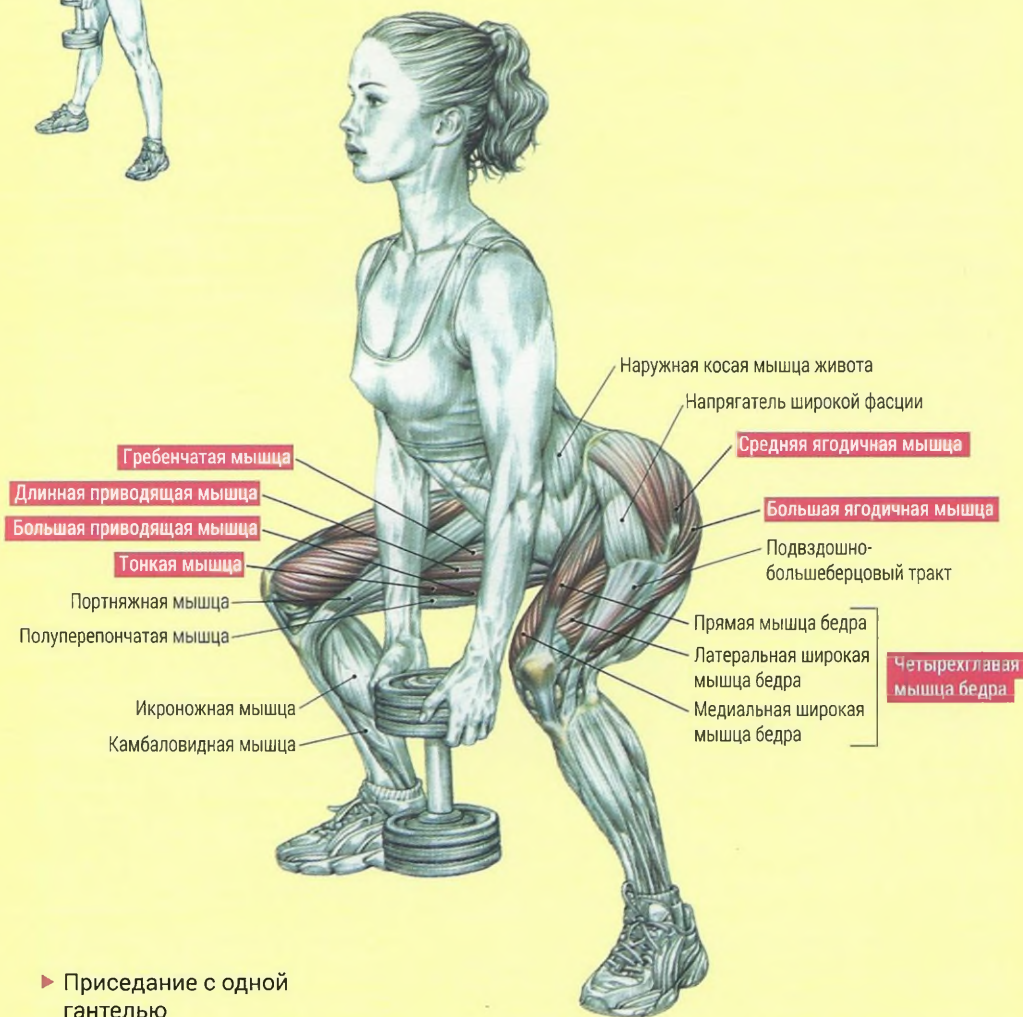 Наружная косая мышца живота
Напрягатель широкой фасции
Средняя ягодичная мышца
Гребенчатая мышца
Длинная приводящая мышца
Большая приводящая мышца
Тонкая мышца
Портняжная мышца
Полуперепончатая мышца
Икроножная мышца
Камбаловидная мышца
Большая ягодичная мышца
Подвздошно-
большеберцовый тракт
Прямая мышца бедра
Латеральная широкая
мышца бедра
Медиальная широкая
мышца бедра
Четырехглавая
мышца бедра
Приседание с одной
гантелью